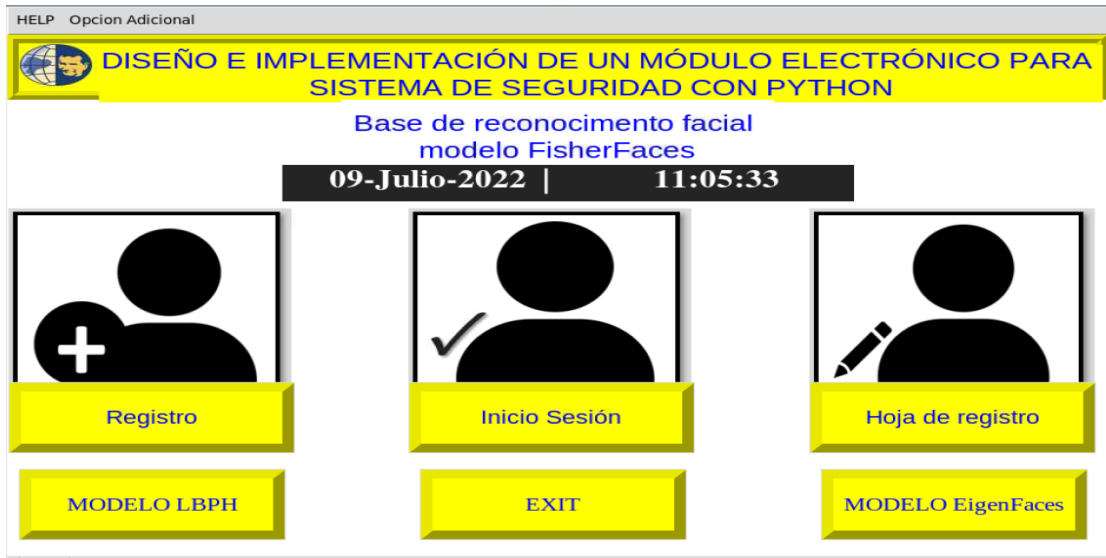 HELP Opcion Adicional
DISEÑO E IMPLEMENTACIÓN DE UN MÓDULO ELECTRÓNICO PARA
SISTEMA DE SEGURIDAD CON PYTHON
Base de reconocimento facial
modelo FisherFaces
09-Julio-2022 | 11:05:33
Registro
Inicio Sesión
Hoja de registro
MODELO LBPH
EXIT
MODELO EigenFaces